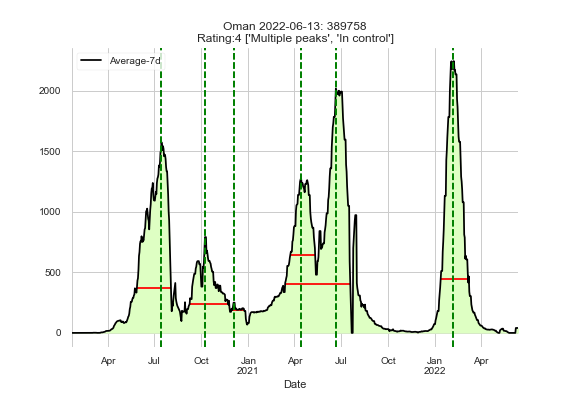 Oman 2022-06-13: 389758
Rating:4 ['Multiple peaks', 'In control']
Average-7d
2000
1500
1000
500
0
Apr Jul Oct Jan Apr Jul Oct Jan Apr
2021 2022
Date